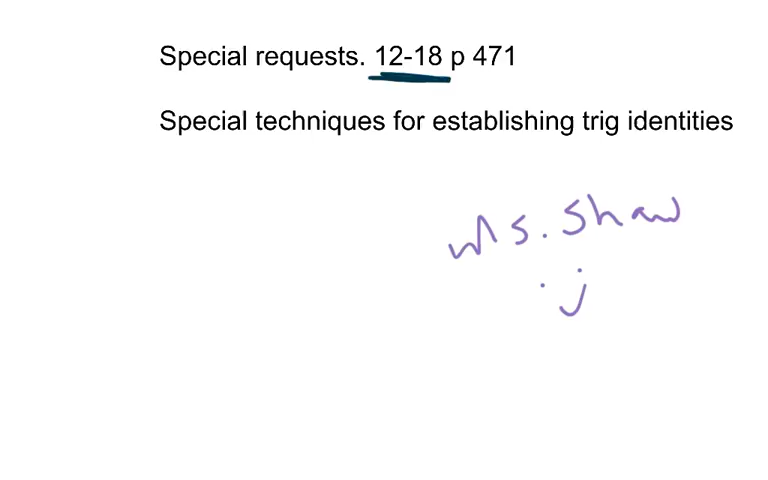 Special requests. 12-18 p 471
Special techniques for establishing trig identities
Ms. Shaw